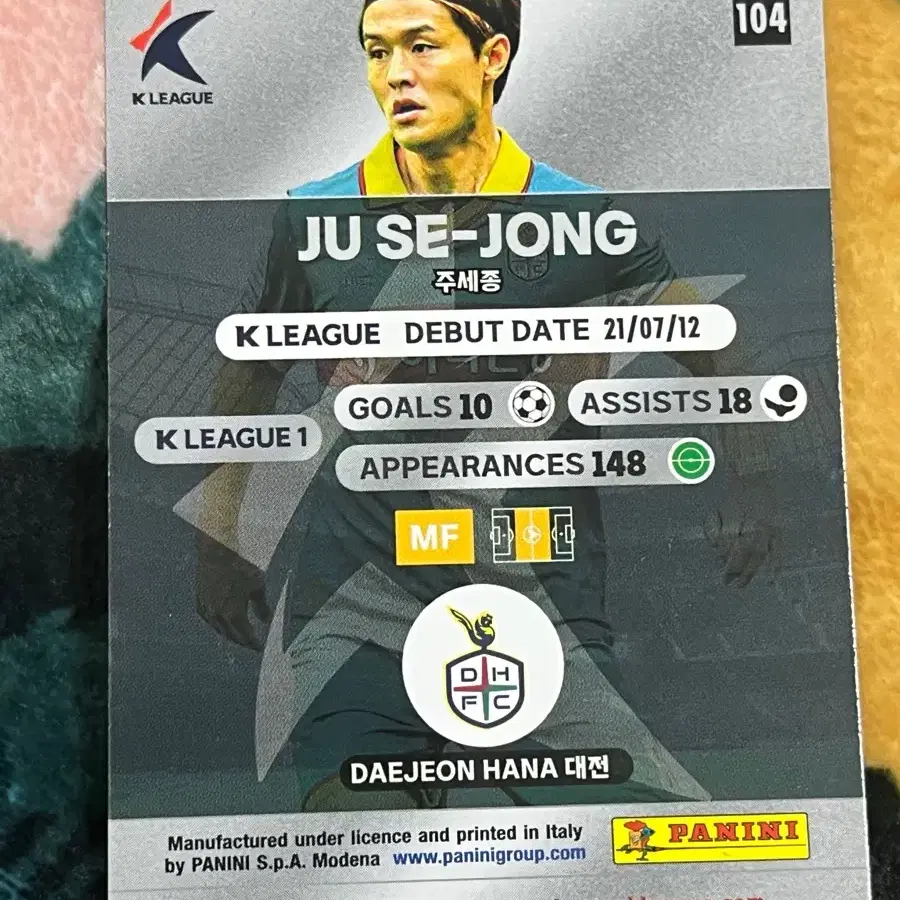 104
K LEAGUE
JU SE-JONG
주세종
K LEAGUE DEBUT DATE 21/07/12
GOALS 10
ASSISTS 18
K LEAGUE 1
APPEARANCES 148
MF
DH
FC
DAEJEON HANA 대전
Manufactured under licence and printed in Italy
by PANINI S.p.A. Modena www.paninigroup.com
PANINI